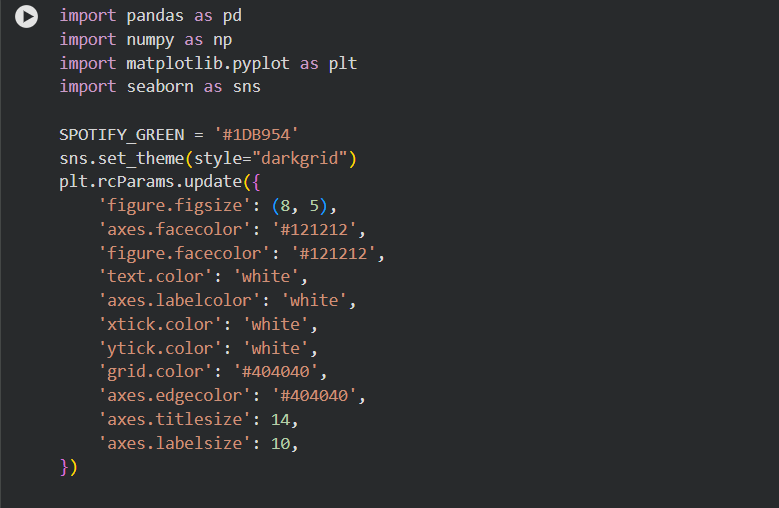 import pandas as pd
import numpy as np
import matplotlib.pyplot as plt
import seaborn as sns

SPOTIFY_GREEN = '#1DB954'
sns.set_theme(style="darkgrid")
plt.rcParams.update({
    'figure.figsize': (8, 5),
    'axes.facecolor': '#121212',
    'figure.facecolor': '#121212',
    'text.color': 'white',
    'axes.labelcolor': 'white',
    'xtick.color': 'white',
    'ytick.color': 'white',
    'grid.color': '#404040',
    'axes.edgecolor': '#404040',
    'axes.titlesize': 14,
    'axes.labelsize': 10,
})